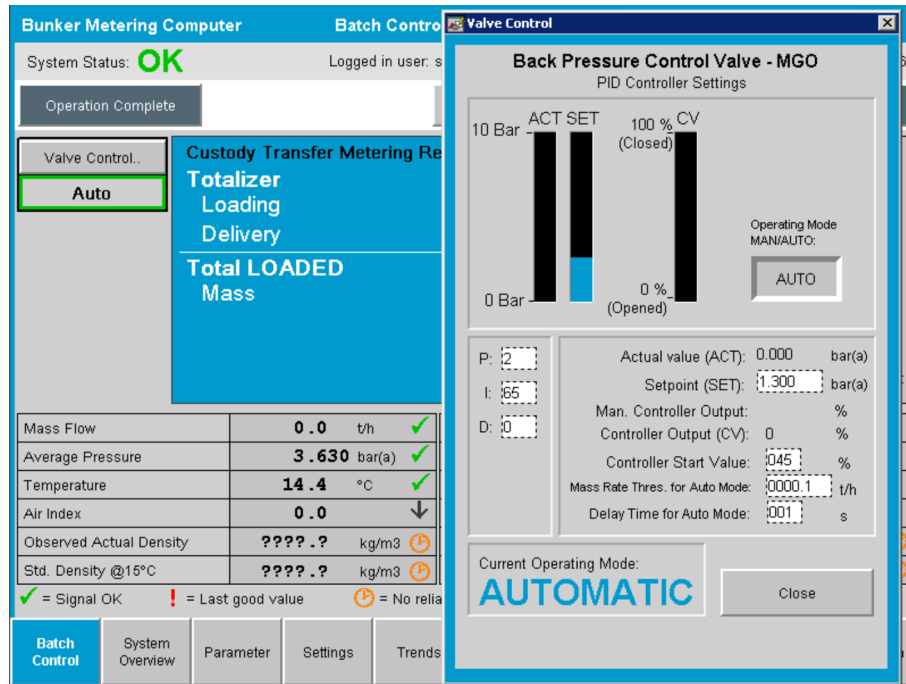 Bunker Metering Computer
Batch Contro
System Status: OK
Logged in user: s
Operation Complete
Valve Control..
Auto
Custody Transfer Metering Re
Totalizer
Loading
Delivery
Total LOADED
Mass
Mass Flow 0.0 t/h
Average Pressure 3.630 bar(a)
Temperature 14.4 °C
Air Index 0.0
Observed Actual Density ????.? kg/m3
Std. Density @15°C ????.? kg/m3
✓ = Signal OK ! = Last good value = No relia
Batch Control
System Overview
Parameter
Settings
Trends
Valve Control
Back Pressure Control Valve - MGO
PID Controller Settings
ACT SET CV
10 Bar
100 %
(Closed)
0 Bar
0 %
(Opened)
Operating Mode
MAN/AUTO:
AUTO
P: 2
I: 65
D: 0
Actual value (ACT): 0.000 bar(a)
Setpoint (SET): 1.300 bar(a)
Man. Controller Output: %
Controller Output (CV): 0 %
Controller Start Value: 045 %
Mass Rate Thres. for Auto Mode: 0000.1 t/h
Delay Time for Auto Mode: 001 s
Current Operating Mode:
AUTOMATIC
Close